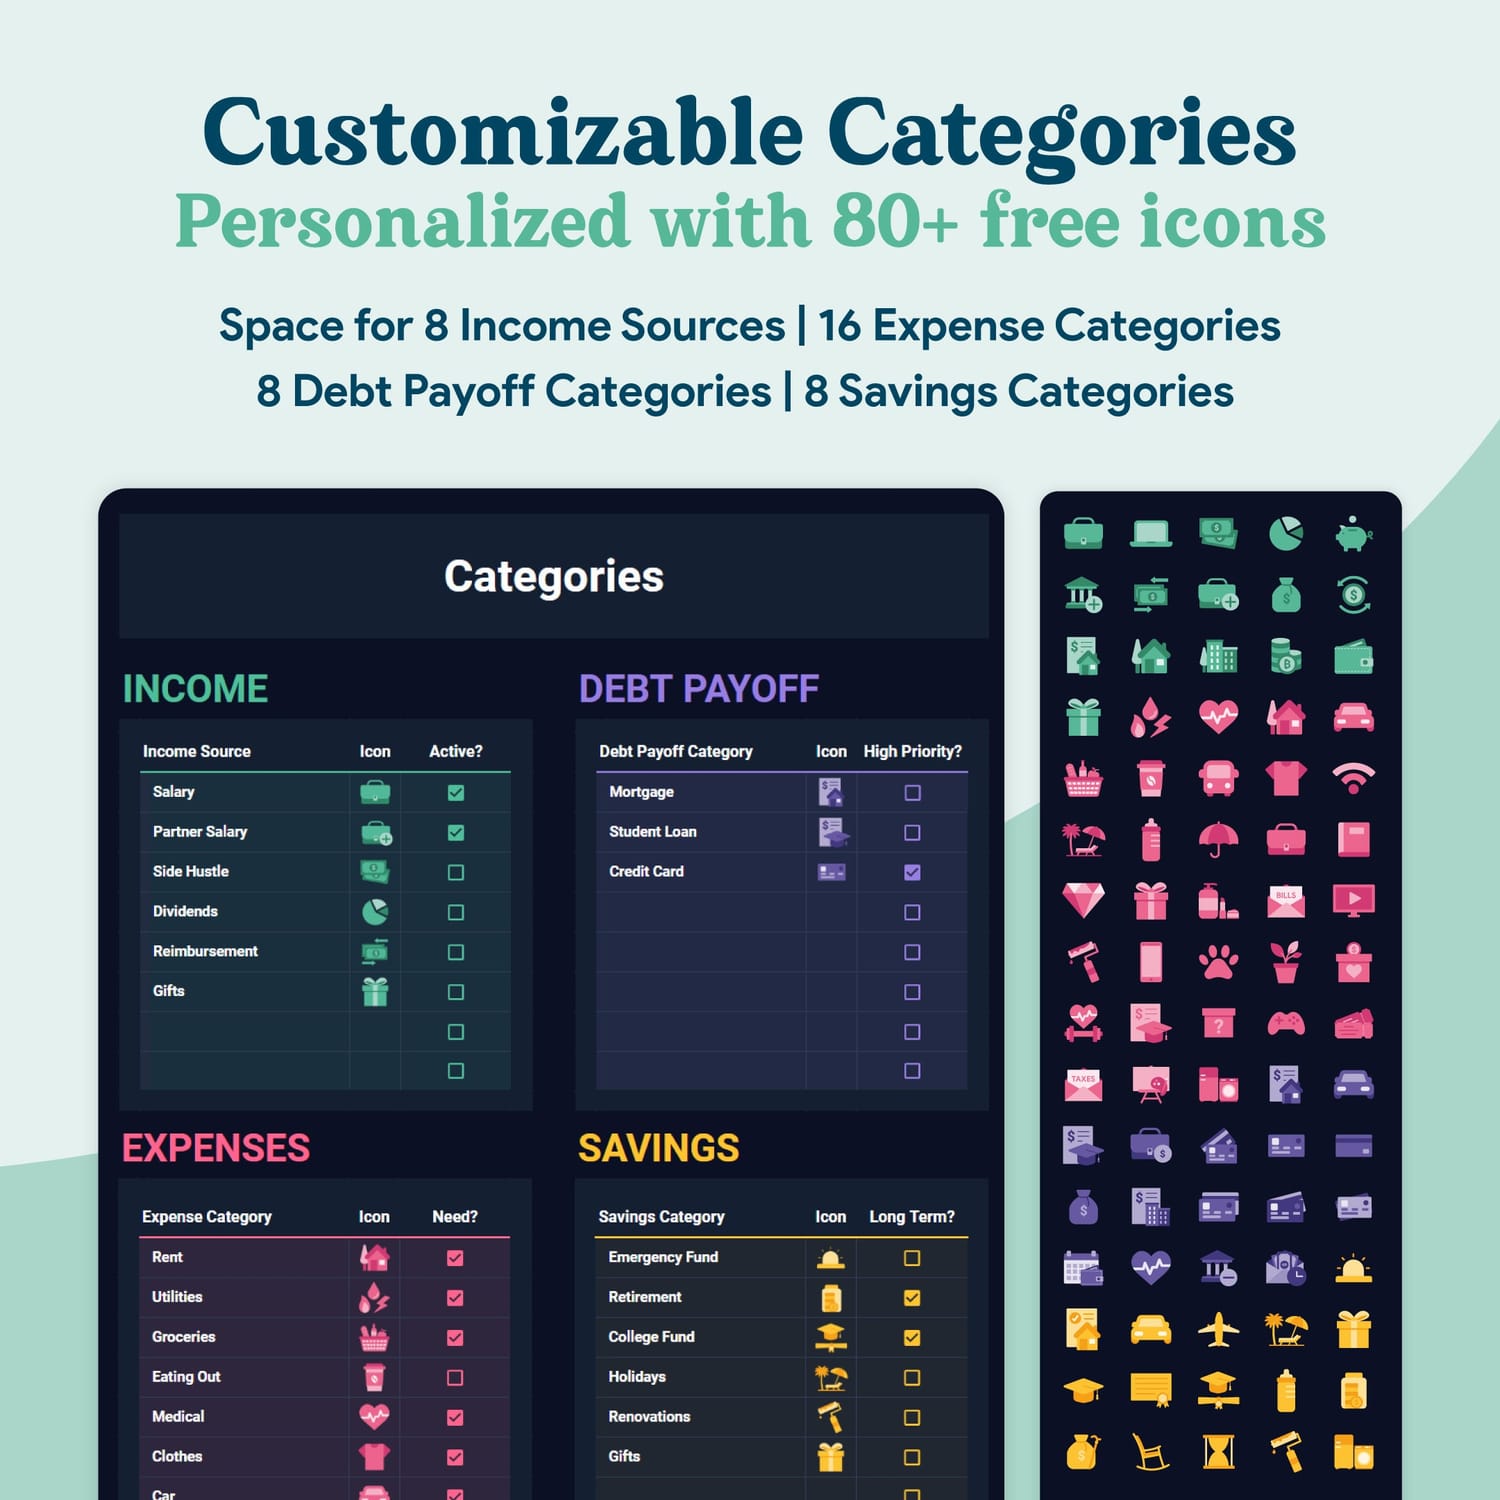 Customizable Categories
Personalized with 80+ free icons
Space for 8 Income Sources | 16 Expense Categories
8 Debt Payoff Categories | 8 Savings Categories
Categories
INCOME
Income Source Icon Active?
Salary
Partner Salary
Side Hustle
Dividends
Reimbursement
Gifts
DEBT PAYOFF
Debt Payoff Category Icon High Priority?
Mortgage
Student Loan
Credit Card
EXPENSES
Expense Category Icon Need?
Rent
Utilities
Groceries
Eating Out
Medical
Clothes
Car
SAVINGS
Savings Category Icon Long Term?
Emergency Fund
Retirement
College Fund
Holidays
Renovations
Gifts
BILLS
TAXES